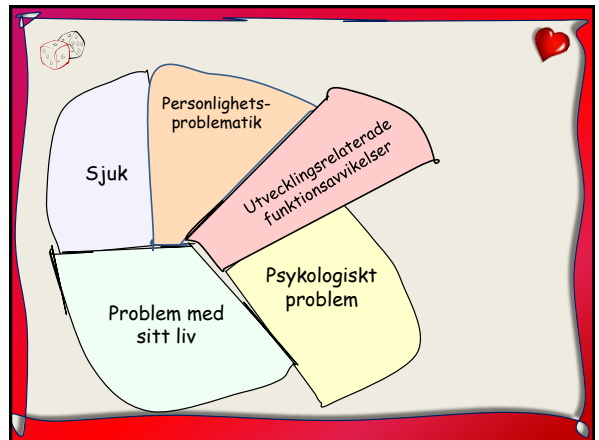 Personlighets-
problematik
Sjuk
Utvecklingsrelaterade
funktionsavvikelser
Psykologiskt
problem
Problem med
sitt liv